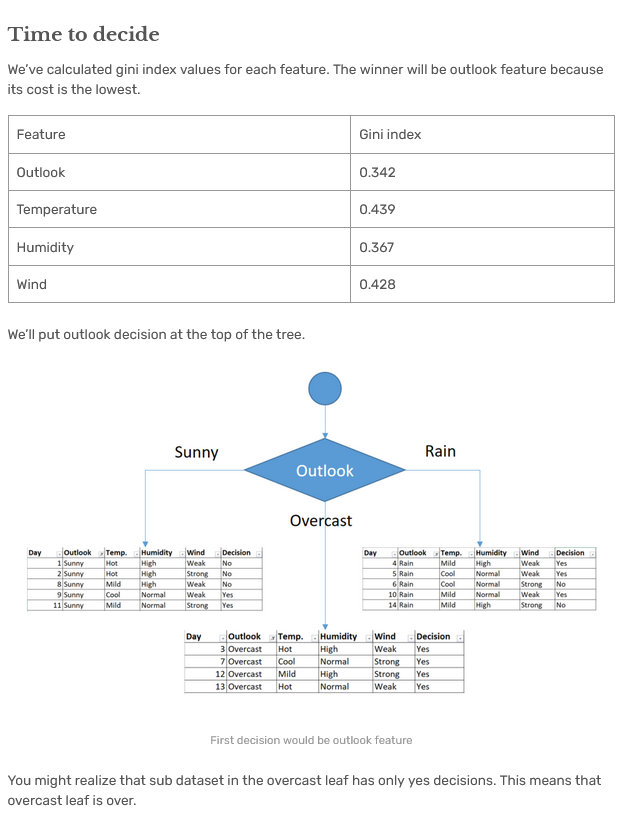 Time to decide
We've calculated gini index values for each feature. The winner will be outlook feature because
its cost is the lowest.
Feature Gini index
Outlook 0.342
Temperature 0.439
Humidity 0.367
Wind 0.428
We'll put outlook decision at the top of the tree.
Sunny Rain
Outlook
Overcast
Day Outlook Temp. Humidity Wind Decision
1 Sunny Hot High Weak No
2 Sunny Hot High Strong No
8 Sunny Mild High Weak No
9 Sunny Cool Normal Weak Yes
11 Sunny Mild Normal Strong Yes
Day Outlook Temp. Humidity Wind Decision
4 Rain Mild High Weak Yes
5 Rain Cool Normal Weak Yes
6 Rain Cool Normal Strong No
10 Rain Mild Normal Weak Yes
14 Rain Mild High Strong No
Day Outlook Temp. Humidity Wind Decision
3 Overcast Hot High Weak Yes
7 Overcast Cool Normal Strong Yes
12 Overcast Mild High Strong Yes
13 Overcast Hot Normal Weak Yes
First decision would be outlook feature
You might realize that sub dataset in the overcast leaf has only yes decisions. This means that
overcast leaf is over.